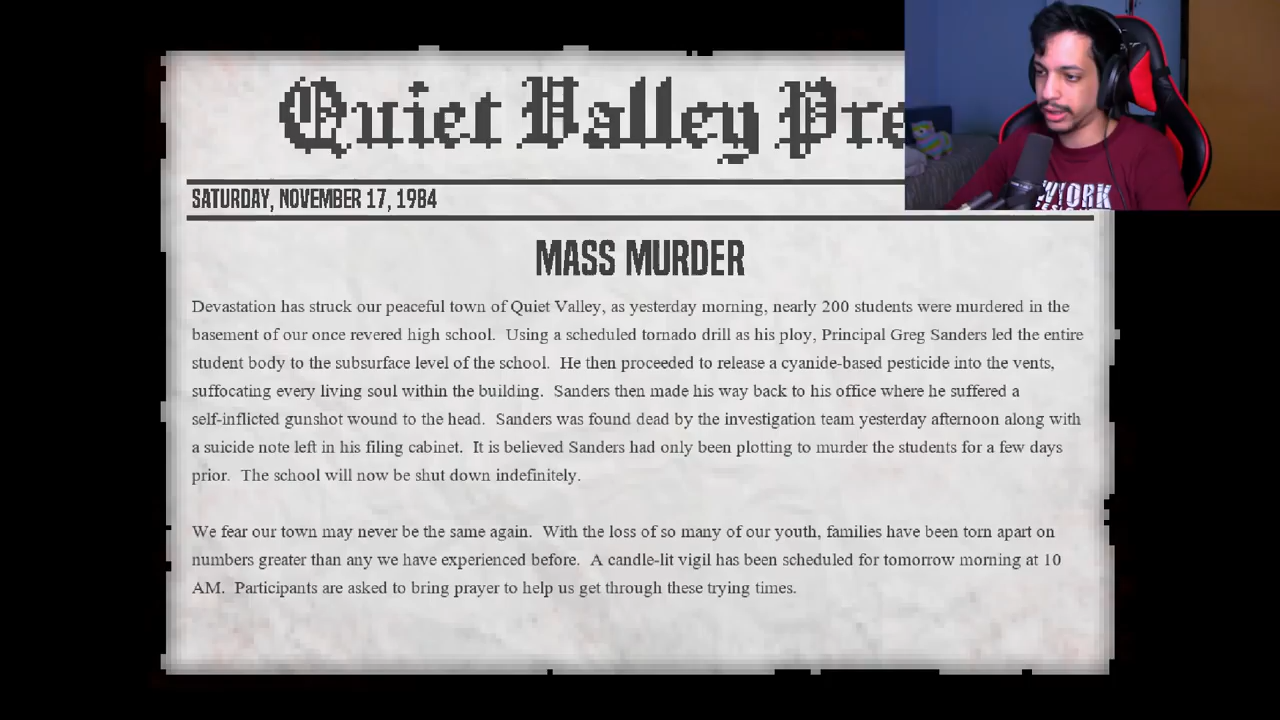 Quiet Valley
SATURDAY, NOVEMBER 17, 1984
MASS MURDER
Devastation has struck our peaceful town of Quiet Valley, as yesterday morning, nearly 200 students were murdered in the
basement of our once revered high school. Using a scheduled tornado drill as his ploy, Principal Greg Sanders led the entire
student body to the subsurface level of the school. He then proceeded to release a cyanide-based pesticide into the vents,
suffocating every living soul within the building. Sanders then made his way back to his office where he suffered a
self-inflicted gunshot wound to the head. Sanders was found dead by the investigation team yesterday afternoon along with
a suicide note left in his filing cabinet. It is believed Sanders had only been plotting to murder the students for a few days
prior. The school will now be shut down indefinitely.
We fear our town may never be the same again. With the loss of so many of our youth, families have been torn apart on
numbers greater than any we have experienced before. A candle-lit vigil has been scheduled for tomorrow morning at 10
AM. Participants are asked to bring prayer to help us get through these trying times.
YORK